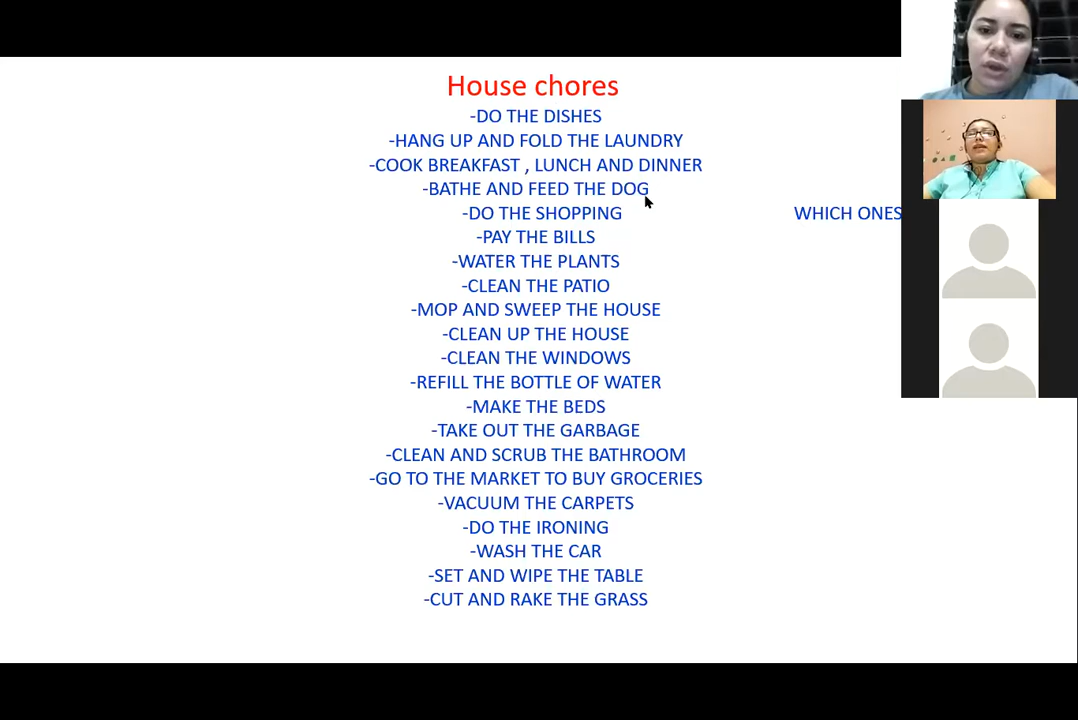 House chores
-DO THE DISHES
-HANG UP AND FOLD THE LAUNDRY
-COOK BREAKFAST , LUNCH AND DINNER
-BATHE AND FEED THE DOG
-DO THE SHOPPING
WHICH ONES
-PAY THE BILLS
-WATER THE PLANTS
-CLEAN THE PATIO
-MOP AND SWEEP THE HOUSE
-CLEAN UP THE HOUSE
-CLEAN THE WINDOWS
-REFILL THE BOTTLE OF WATER
-MAKE THE BEDS
-TAKE OUT THE GARBAGE
-CLEAN AND SCRUB THE BATHROOM
-GO TO THE MARKET TO BUY GROCERIES
-VACUUM THE CARPETS
-DO THE IRONING
-WASH THE CAR
-SET AND WIPE THE TABLE
-CUT AND RAKE THE GRASS